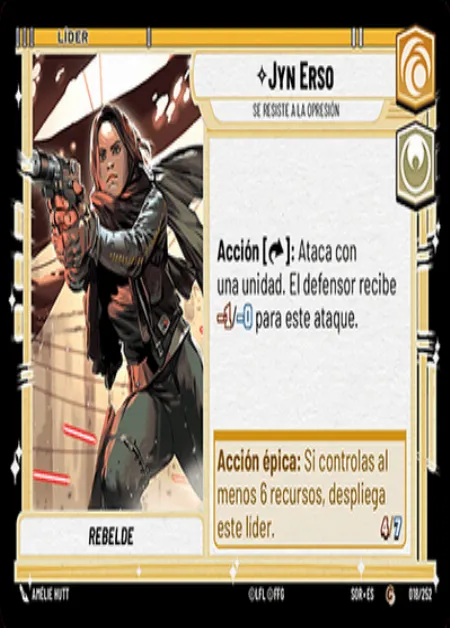 LÍDER
JYN ERSO
SE RESISTE A LA OPRESIÓN
Acción [ ]: Ataca con
una unidad. El defensor recibe
-1/-0 para este ataque.
Acción épica: Si controlas al
menos 6 recursos, despliega
este líder.
4/7
REBELDE
AMÉLIE HUTT
©LFL ©FFG
SOR•ES
C
018/252